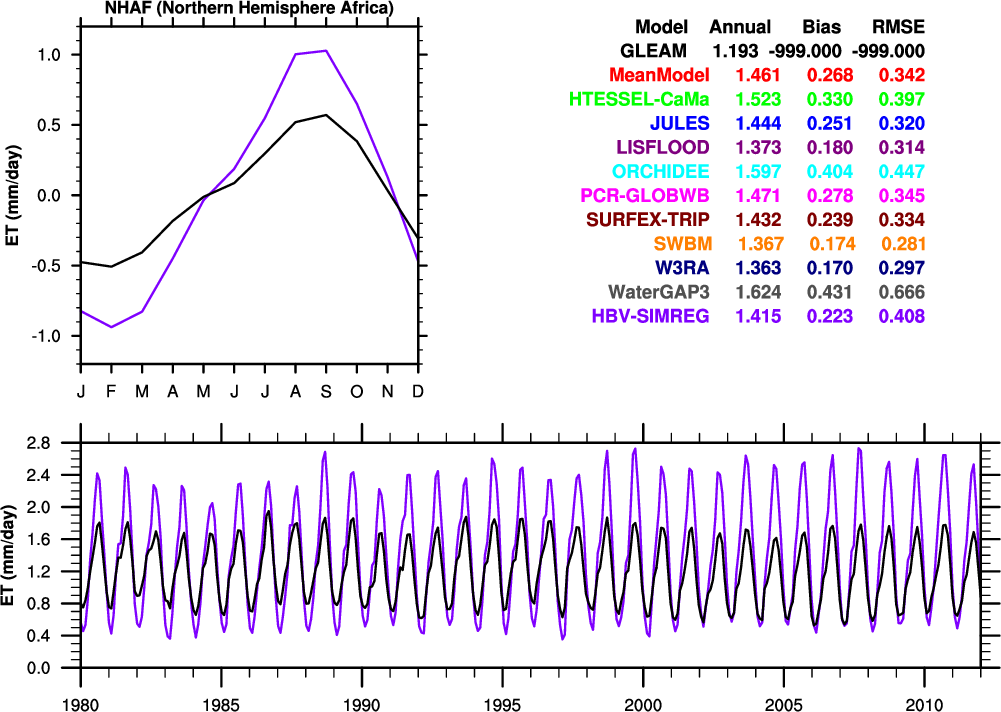 NHAF (Northern Hemisphere Africa)
Model Annual Bias RMSE
GLEAM 1.193 -999.000 -999.000
MeanModel 1.461 0.268 0.342
HTESSEL-CaMa 1.523 0.330 0.397
JULES 1.444 0.251 0.320
LISFLOOD 1.373 0.180 0.314
ORCHIDEE 1.597 0.404 0.447
PCR-GLOBWB 1.471 0.278 0.345
SURFEX-TRIP 1.432 0.239 0.334
SWBM 1.367 0.174 0.281
W3RA 1.363 0.170 0.297
WaterGAP3 1.624 0.431 0.666
HBV-SIMREG 1.415 0.223 0.408
ET (mm/day)
1.0
0.5
0.0
-0.5
-1.0
J F M A M J J A S O N D
ET (mm/day)
2.8
2.4
2.0
1.6
1.2
0.8
0.4
0.0
1980 1985 1990 1995 2000 2005 2010